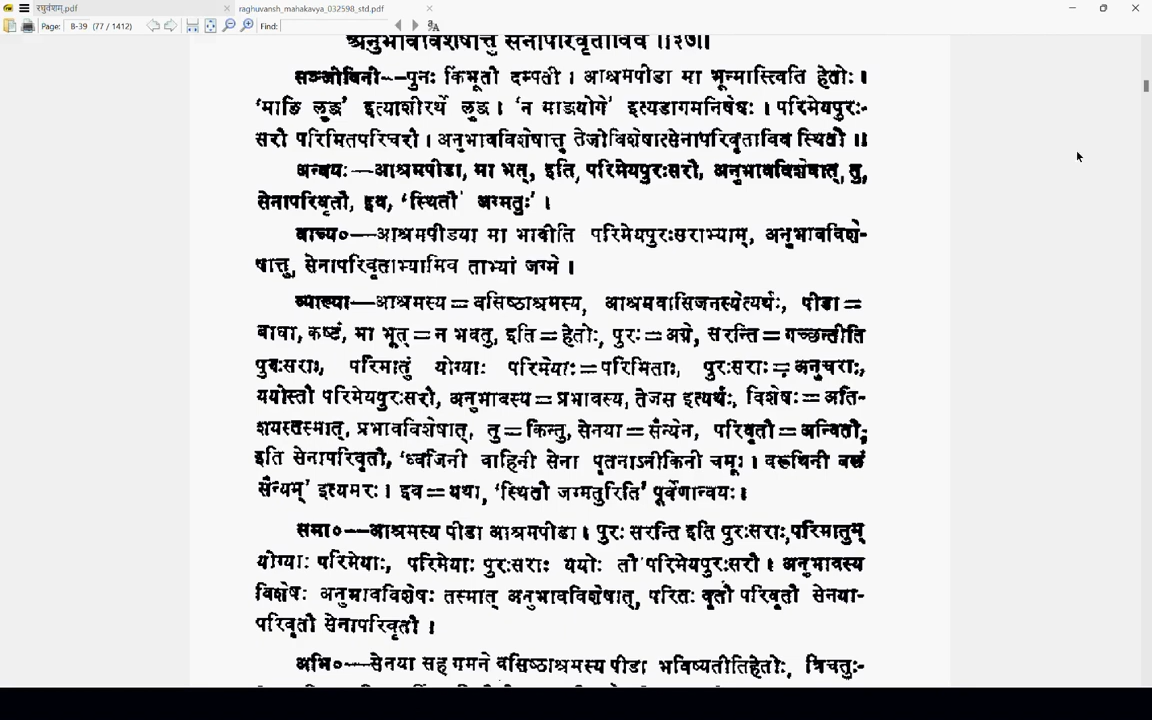 रघुवंशम्.pdf
raghuvansh_mahakavya_032598_std.pdf
Page: B-39 (77 / 1412) Find:
अनुभावविशेषात्तु सेनापरिवृताविव ॥३७॥
सञ्जीविनी—पुनः किंभूतौ दम्पती । आश्रमपीडा मा भून्मास्त्विति हेतोः ।
'माङि लुङ्' इत्याशीरर्थे लुङ् । 'न माङ्योगे' इत्यडागमनिषेधः । परिमेयपुरः-
सरौ परिमितपरिचरौ । अनुभावविशेषात्तु तेजोविशेषात्सेनापरिवृताविव स्थितौ ॥
अन्वयः—आश्रमपीडा, मा भूत्, इति, परिमेयपुरःसरौ, अनुभावविशेषात्, तु,
सेनापरिवृतौ, इव, 'स्थितौ जग्मतुः' ।
वाच्य०—आश्रमपीडया मा भावीति परिमेयपुरःसराभ्याम्, अनुभावविशे-
षात्तु, सेनापरिवृताभ्यामिव ताभ्यां जग्मे ।
व्याख्या—आश्रमस्य = वसिष्ठाश्रमस्य, आश्रमवासिजनस्येत्यर्थः, पीडा =
बाधा, कष्टं, मा भूत् = न भवतु, इति = हेतोः, पुरः = अग्रे, सरन्ति = गच्छन्तीति
पुरःसराः, परिमातुं योग्याः परिमेयाः = परिमिताः, पुरःसराः = अनुचराः,
ययोस्तौ परिमेयपुरःसरौ, अनुभावस्य = प्रभावस्य, तेजस इत्यर्थः, विशेषः = अति-
शयस्तस्मात्, प्रभावविशेषात्, तु = किन्तु, सेनया = सैन्येन, परिवृतौ = अन्वितौ,
इति सेनापरिवृतौ, 'ध्वजिनी वाहिनी सेना पृतनाऽनीकिनी चमूः । वरूथिनी बलं
सैन्यम्' इत्यमरः । इव = यथा, 'स्थितौ जग्मतुरिति' पूर्वेणान्वयः ।
समा०—आश्रमस्य पीडा आश्रमपीडा । पुरः सरन्ति इति पुरःसराः, परिमातुम्
योग्याः परिमेयाः, परिमेयाः पुरःसराः ययोः तौ परिमेयपुरःसरौ । अनुभावस्य
विशेषः अनुभावविशेषः तस्मात् अनुभावविशेषात्, परितः वृतौ परिवृतौ सेनया-
परिवृतौ सेनापरिवृतौ ।
अभि०—सेनया सह गमने वसिष्ठाश्रमस्य पीडा भविष्यतीतिहेतोः, त्रिचतुः-